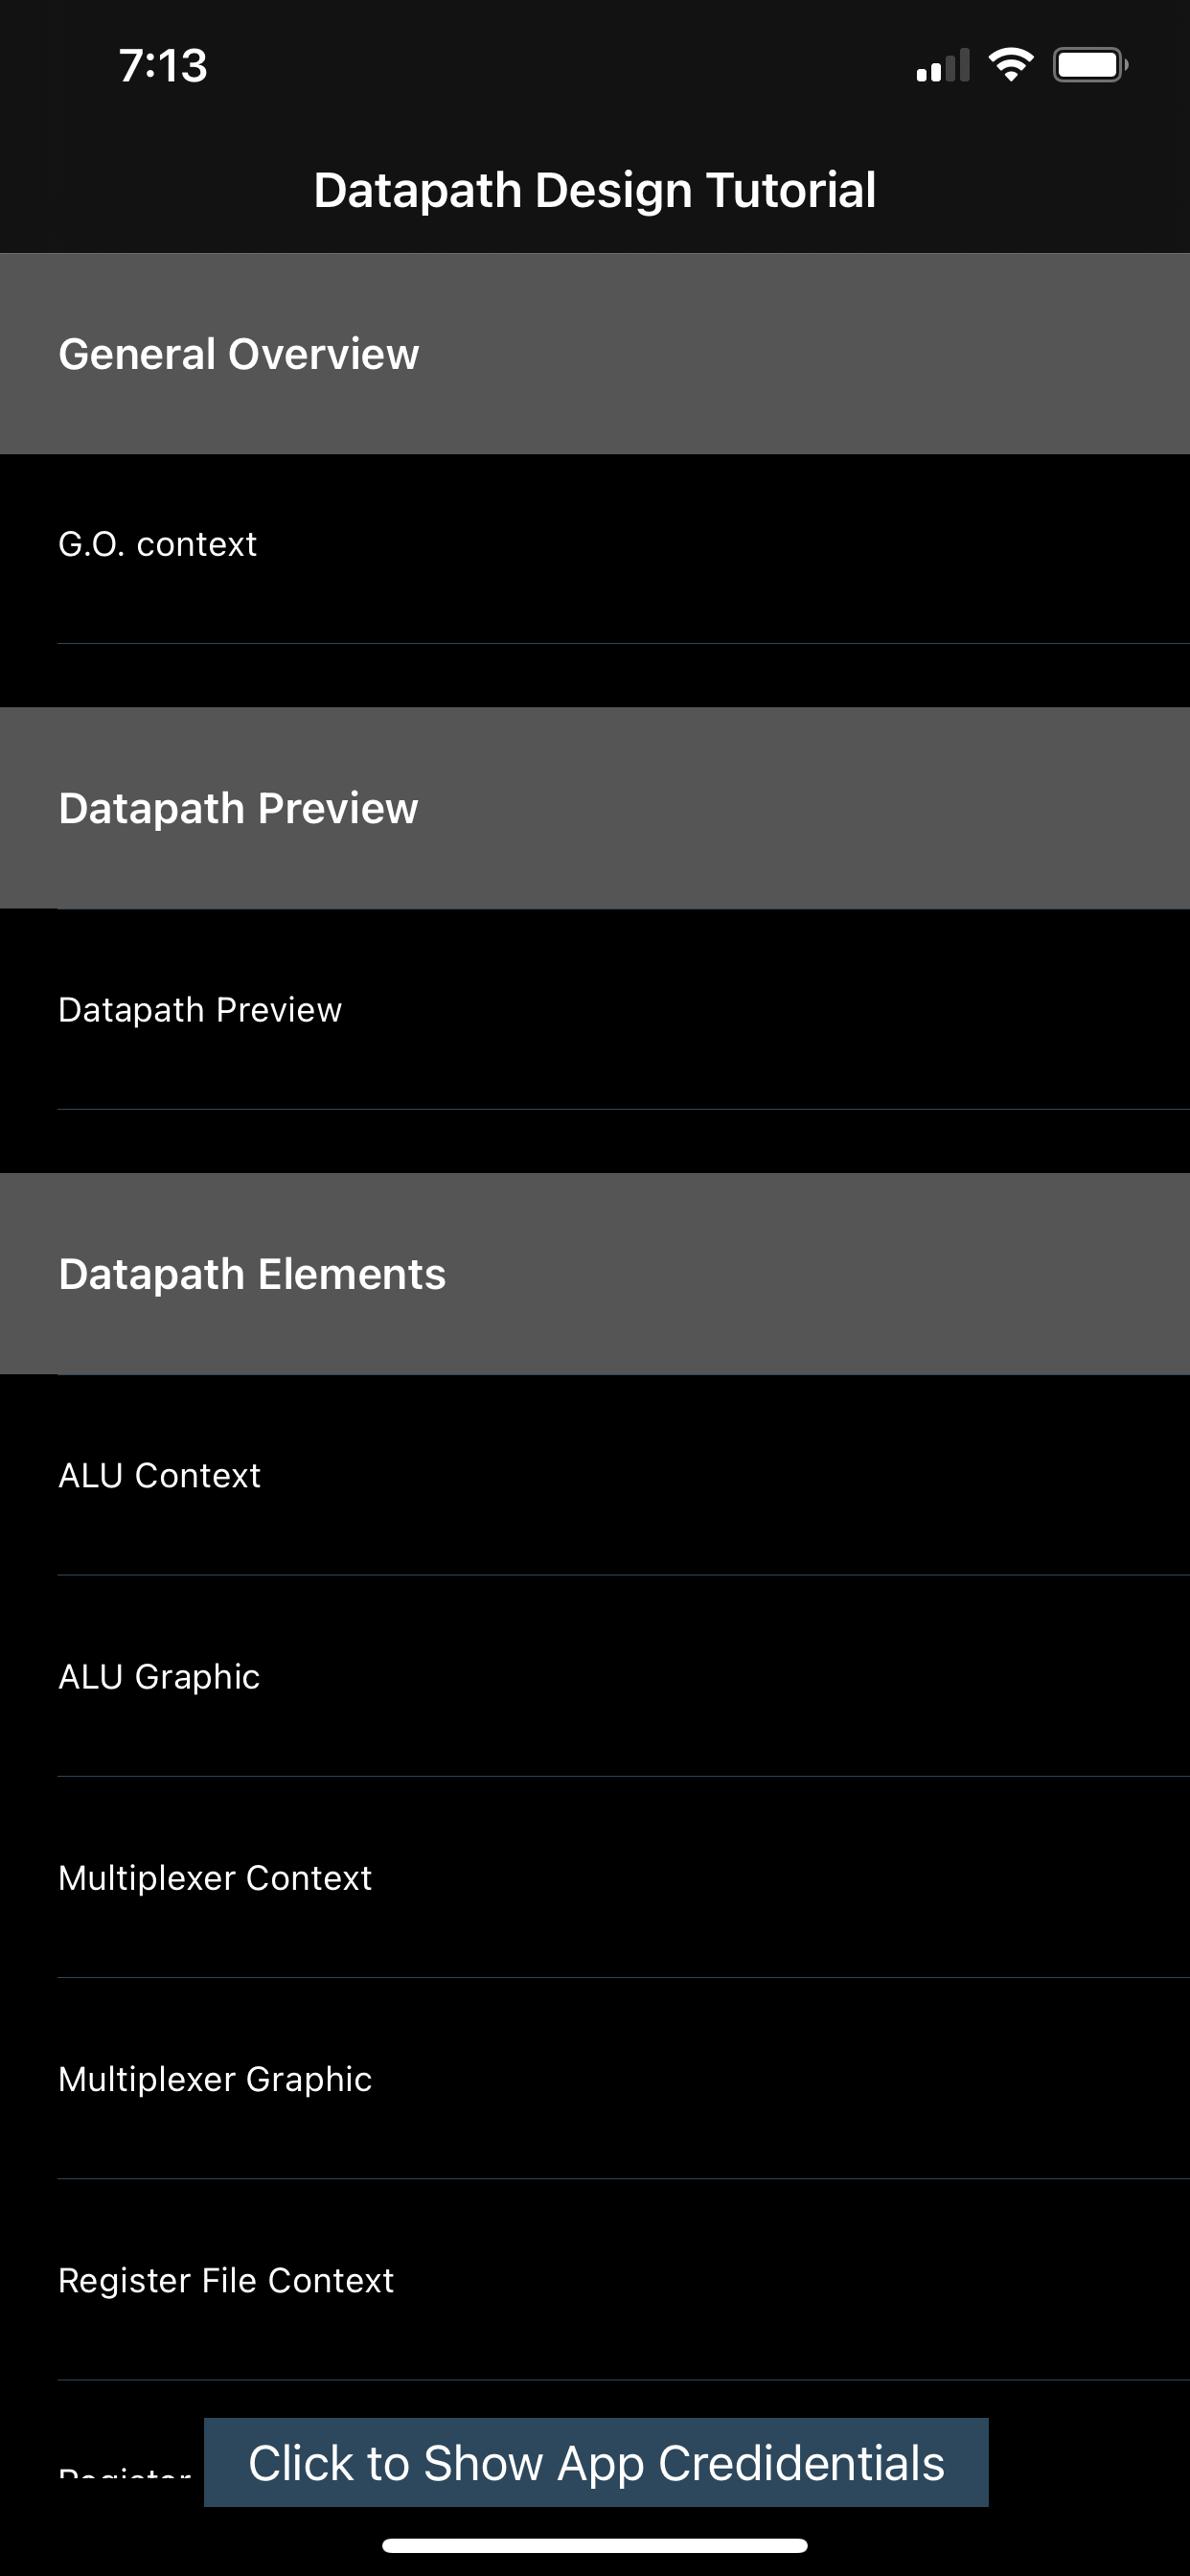 7:13
Datapath Design Tutorial
General Overview
G.O. context
Datapath Preview
Datapath Preview
Datapath Elements
ALU Context
ALU Graphic
Multiplexer Context
Multiplexer Graphic
Register File Context
Register
Click to Show App Credidentials